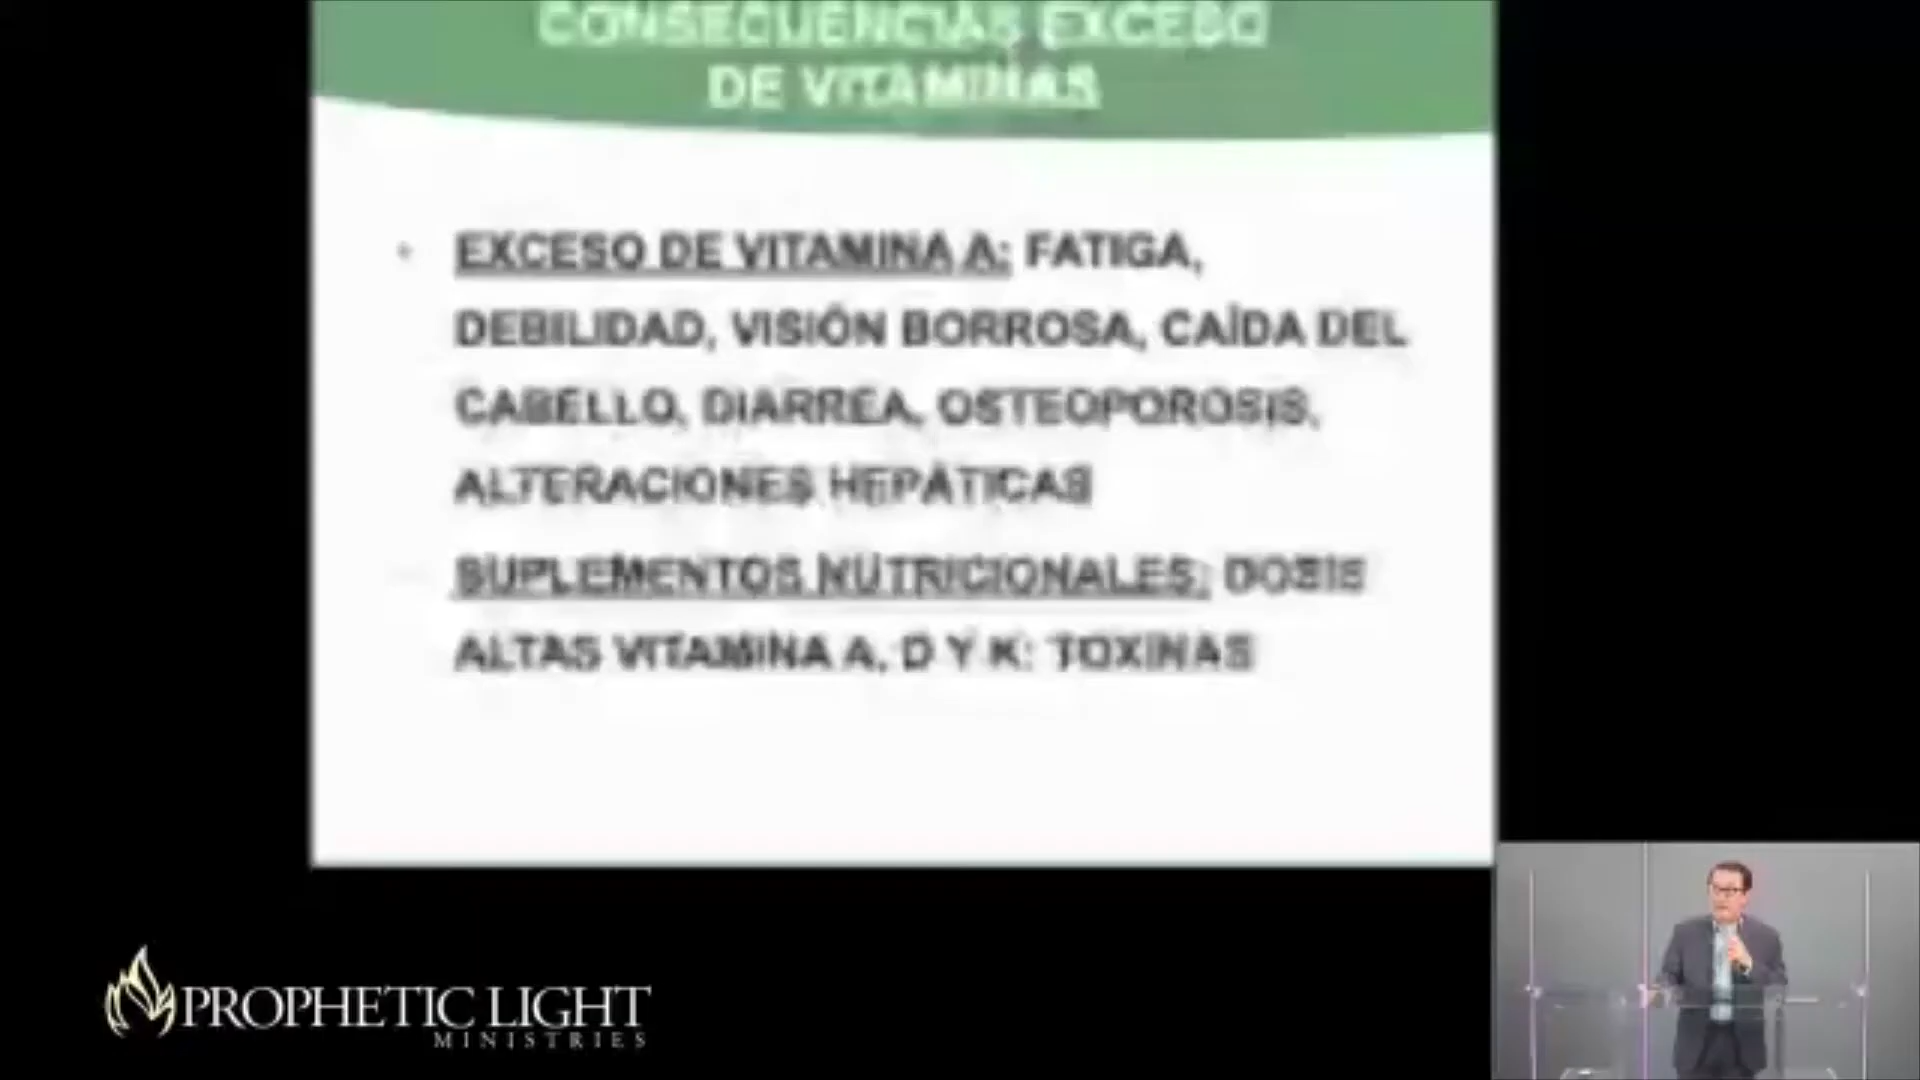 CONSECUENCIAS EXCESO
DE VITAMINAS
• EXCESO DE VITAMINA A: FATIGA,
DEBILIDAD, VISIÓN BORROSA, CAÍDA DEL
CABELLO, DIARREA, OSTEOPOROSIS,
ALTERACIONES HEPÁTICAS
SUPLEMENTOS NUTRICIONALES: DOSIS
ALTAS VITAMINA A, D Y K: TOXINAS
PROPHETIC LIGHT
MINISTRIES